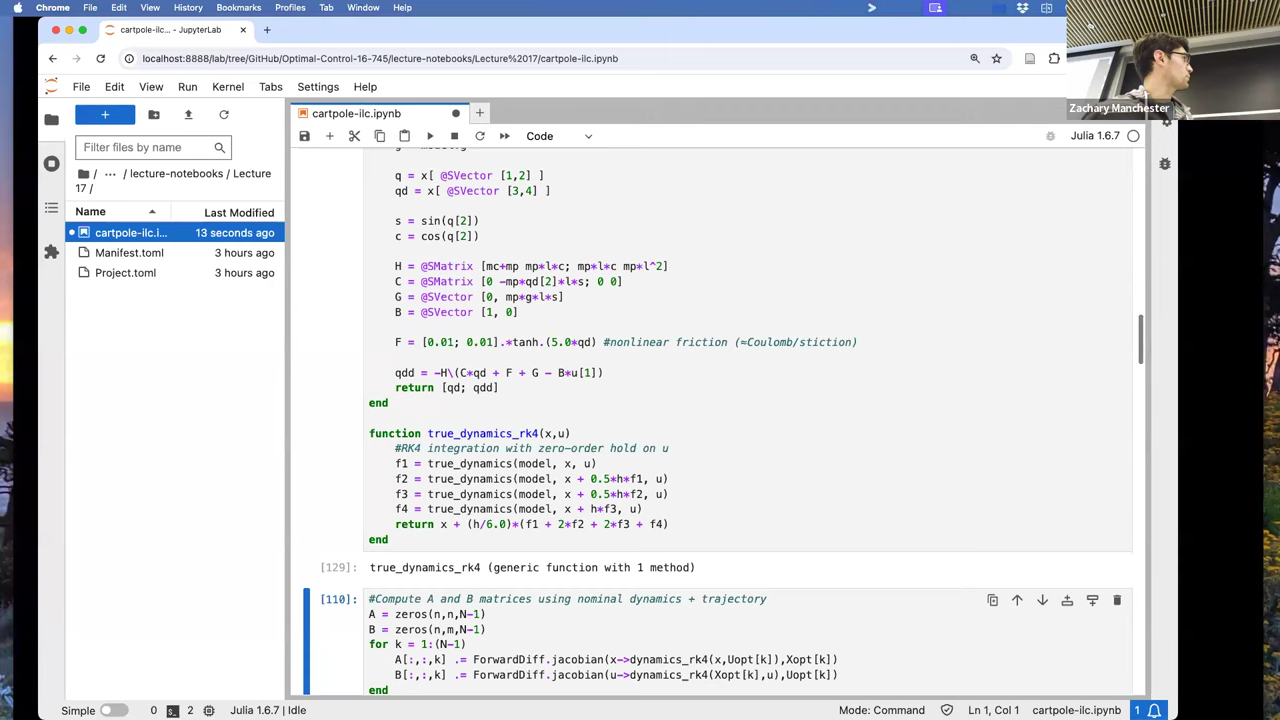 Chrome File Edit View History Bookmarks Profiles Tab Window Help
cartpole-ilc... - JupyterLab
localhost:8888/lab/tree/GitHub/Optimal-Control-16-745/lecture-notebooks/Lecture%2017/cartpole-ilc.ipynb
Zachary Manchester
File Edit View Run Kernel Tabs Settings Help
cartpole-ilc.ipynb
Code
Julia 1.6.7
Filter files by name
/ ... / lecture-notebooks / Lecture
17 /
Name Last Modified
cartpole-ilc.i... 13 seconds ago
Manifest.toml 3 hours ago
Project.toml 3 hours ago
q = x[ @SVector [1,2] ]
qd = x[ @SVector [3,4] ]
s = sin(q[2])
c = cos(q[2])
H = @SMatrix [mc+mp mp*l*c; mp*l*c mp*l^2]
C = @SMatrix [0 -mp*qd[2]*l*s; 0 0]
G = @SVector [0, mp*g*l*s]
B = @SVector [1, 0]
F = [0.01; 0.01].*tanh.(5.0*qd) #nonlinear friction (≈Coulomb/stiction)
qdd = -H\(C*qd + F + G - B*u[1])
return [qd; qdd]
end
function true_dynamics_rk4(x,u)
#RK4 integration with zero-order hold on u
f1 = true_dynamics(model, x, u)
f2 = true_dynamics(model, x + 0.5*h*f1, u)
f3 = true_dynamics(model, x + 0.5*h*f2, u)
f4 = true_dynamics(model, x + h*f3, u)
return x + (h/6.0)*(f1 + 2*f2 + 2*f3 + f4)
end
[129]: true_dynamics_rk4 (generic function with 1 method)
[110]: #Compute A and B matrices using nominal dynamics + trajectory
A = zeros(n,n,N-1)
B = zeros(n,m,N-1)
for k = 1:(N-1)
A[:,:,k] .= ForwardDiff.jacobian(x->dynamics_rk4(x,Uopt[k]),Xopt[k])
B[:,:,k] .= ForwardDiff.jacobian(u->dynamics_rk4(Xopt[k],u),Uopt[k])
end
Simple 0 2 Julia 1.6.7 | Idle Mode: Command Ln 1, Col 1 cartpole-ilc.ipynb 1